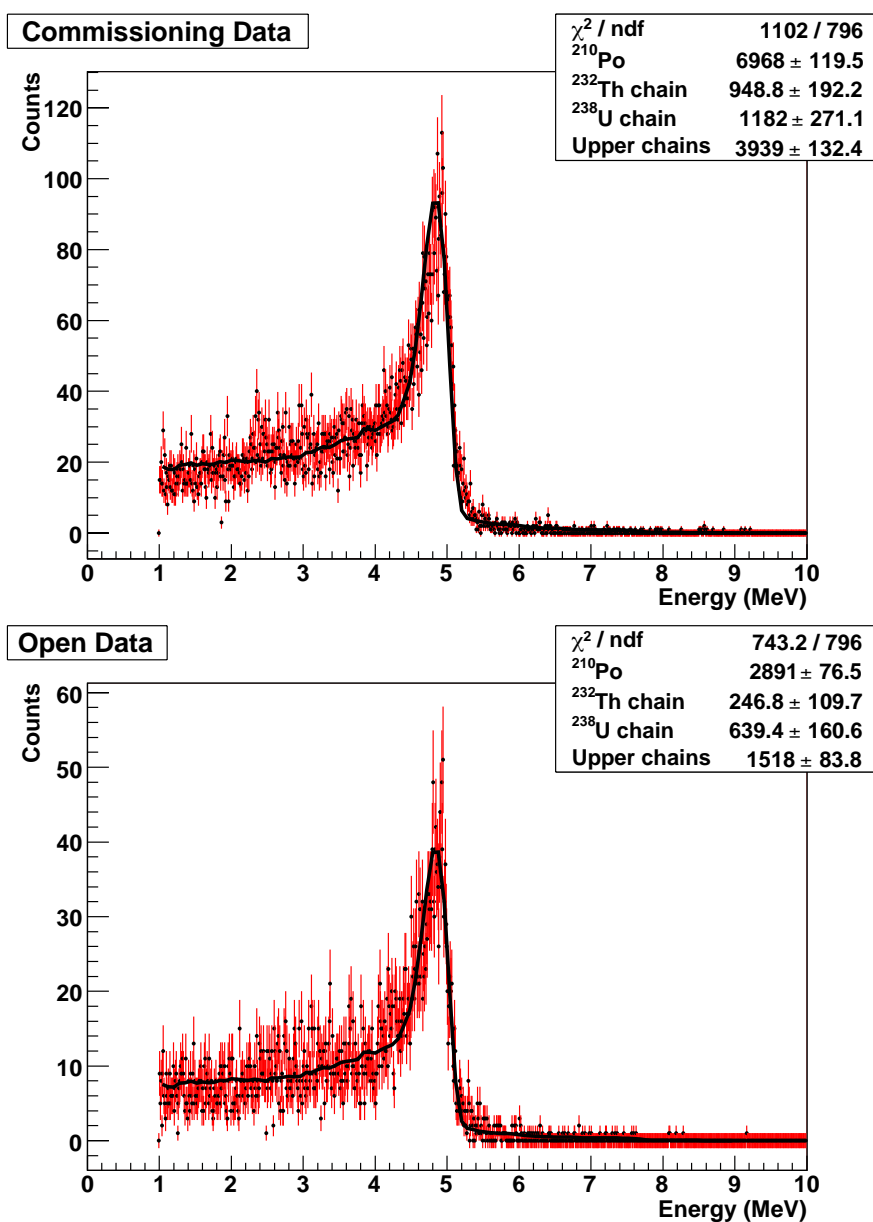 Commissioning Data
χ² / ndf 1102 / 796
²¹⁰Po 6968 ± 119.5
²³²Th chain 948.8 ± 192.2
²³⁸U chain 1182 ± 271.1
Upper chains 3939 ± 132.4
Counts
120
100
80
60
40
20
0
0 1 2 3 4 5 6 7 8 9 10
Energy (MeV)
Open Data
χ² / ndf 743.2 / 796
²¹⁰Po 2891 ± 76.5
²³²Th chain 246.8 ± 109.7
²³⁸U chain 639.4 ± 160.6
Upper chains 1518 ± 83.8
Counts
60
50
40
30
20
10
0
0 1 2 3 4 5 6 7 8 9 10
Energy (MeV)